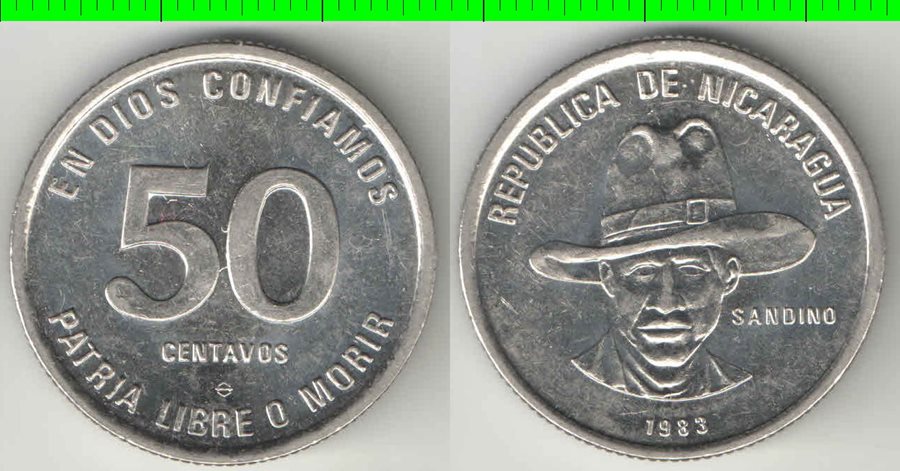 EN DIOS CONFIAMOS
50
CENTAVOS
PATRIA LIBRE O MORIR
REPUBLICA DE NICARAGUA
SANDINO
1983